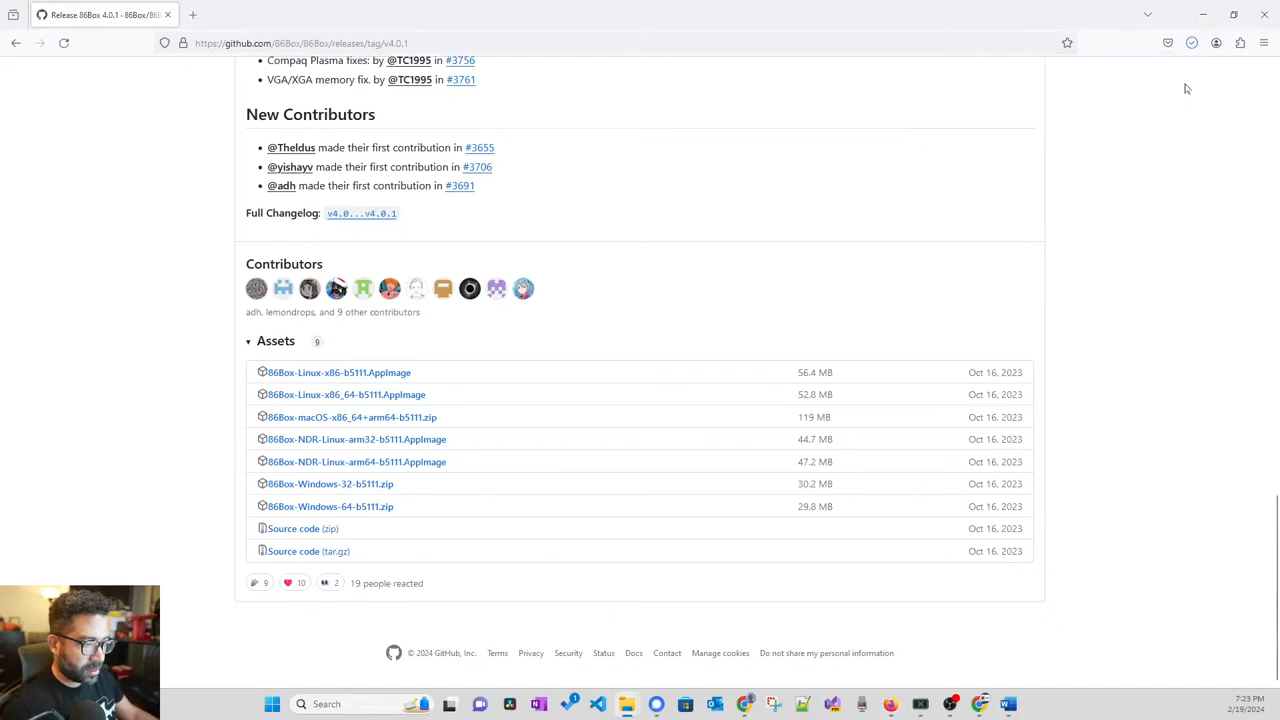 Release 86Box 4.0.1 · 86Box/86B
https://github.com/86Box/86Box/releases/tag/v4.0.1
Compaq Plasma fixes: by @TC1995 in #3756
VGA/XGA memory fix. by @TC1995 in #3761
New Contributors
@Theldus made their first contribution in #3655
@yishayv made their first contribution in #3706
@adh made their first contribution in #3691
Full Changelog: v4.0...v4.0.1
Contributors
adh, lemondrops, and 9 other contributors
Assets 9
86Box-Linux-x86-b5111.AppImage 56.4 MB Oct 16, 2023
86Box-Linux-x86_64-b5111.AppImage 52.8 MB Oct 16, 2023
86Box-macOS-x86_64+arm64-b5111.zip 119 MB Oct 16, 2023
86Box-NDR-Linux-arm32-b5111.AppImage 44.7 MB Oct 16, 2023
86Box-NDR-Linux-arm64-b5111.AppImage 47.2 MB Oct 16, 2023
86Box-Windows-32-b5111.zip 30.2 MB Oct 16, 2023
86Box-Windows-64-b5111.zip 29.8 MB Oct 16, 2023
Source code (zip) Oct 16, 2023
Source code (tar.gz) Oct 16, 2023
9 10 2 19 people reacted
© 2024 GitHub, Inc. Terms Privacy Security Status Docs Contact Manage cookies Do not share my personal information
Search
7:23 PM
2/19/2024